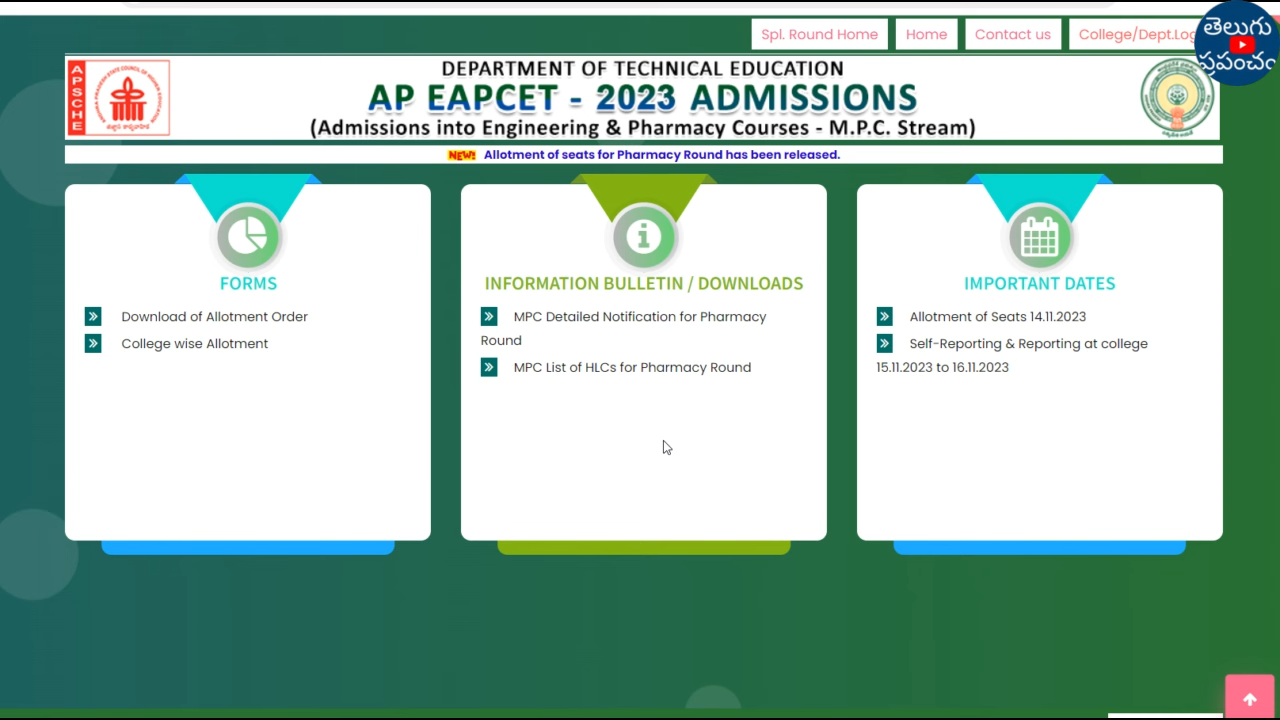 Spl. Round Home
Home
Contact us
College/Dept.Log
తెలుగు
ప్రపంచం
APSCHE
DEPARTMENT OF TECHNICAL EDUCATION
AP EAPCET - 2023 ADMISSIONS
(Admissions into Engineering & Pharmacy Courses - M.P.C. Stream)
NEW! Allotment of seats for Pharmacy Round has been released.
FORMS
Download of Allotment Order
College wise Allotment
INFORMATION BULLETIN / DOWNLOADS
MPC Detailed Notification for Pharmacy
Round
MPC List of HLCs for Pharmacy Round
IMPORTANT DATES
Allotment of Seats 14.11.2023
Self-Reporting & Reporting at college
15.11.2023 to 16.11.2023